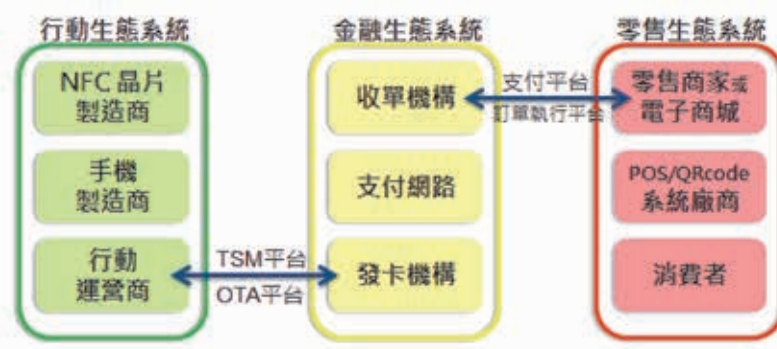 行動生態系統
金融生態系統
零售生態系統
NFC 晶片
製造商
手機
製造商
行動
運營商
TSM平台
OTA平台
收單機構
支付網路
發卡機構
支付平台
訂單執行平台
零售商家或
電子商城
POS/QRcode
系統廠商
消費者